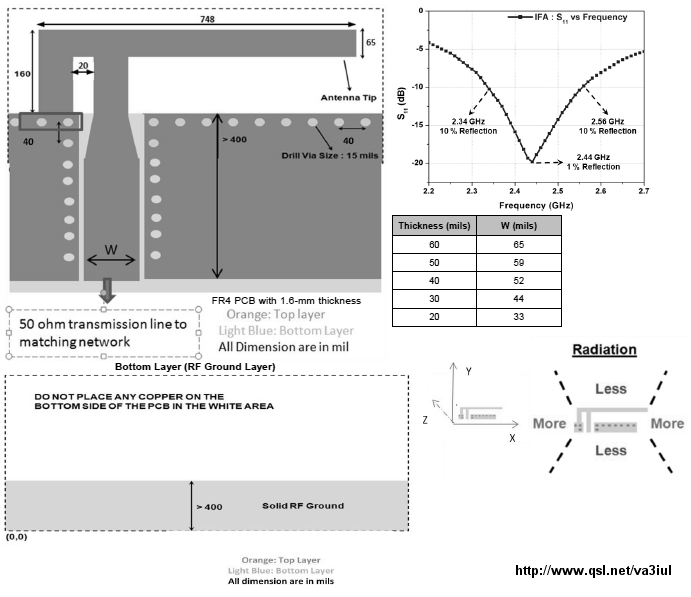 748
65
20
160
Antenna Tip
40
> 400
40
Drill Via Size : 15 mils
W
FR4 PCB with 1.6-mm thickness
Orange: Top layer
Light Blue: Bottom Layer
All Dimension are in mil
50 ohm transmission line to
matching network
IFA : S11 vs Frequency
S11 (dB)
-5
-10
-15
-20
2.34 GHz
10 % Reflection
2.56 GHz
10 % Reflection
2.44 GHz
1 % Reflection
2.2 2.3 2.4 2.5 2.6 2.7
Frequency (GHz)
Thickness (mils) W (mils)
60 65
50 59
40 52
30 44
20 33
Bottom Layer (RF Ground Layer)
DO NOT PLACE ANY COPPER ON THE
BOTTOM SIDE OF THE PCB IN THE WHITE AREA
> 400
Solid RF Ground
(0,0)
Y
Z
X
Radiation
Less
More
More
Less
Orange: Top Layer
Light Blue: Bottom Layer
All dimension are in mils
http://www.qsl.net/va3iul